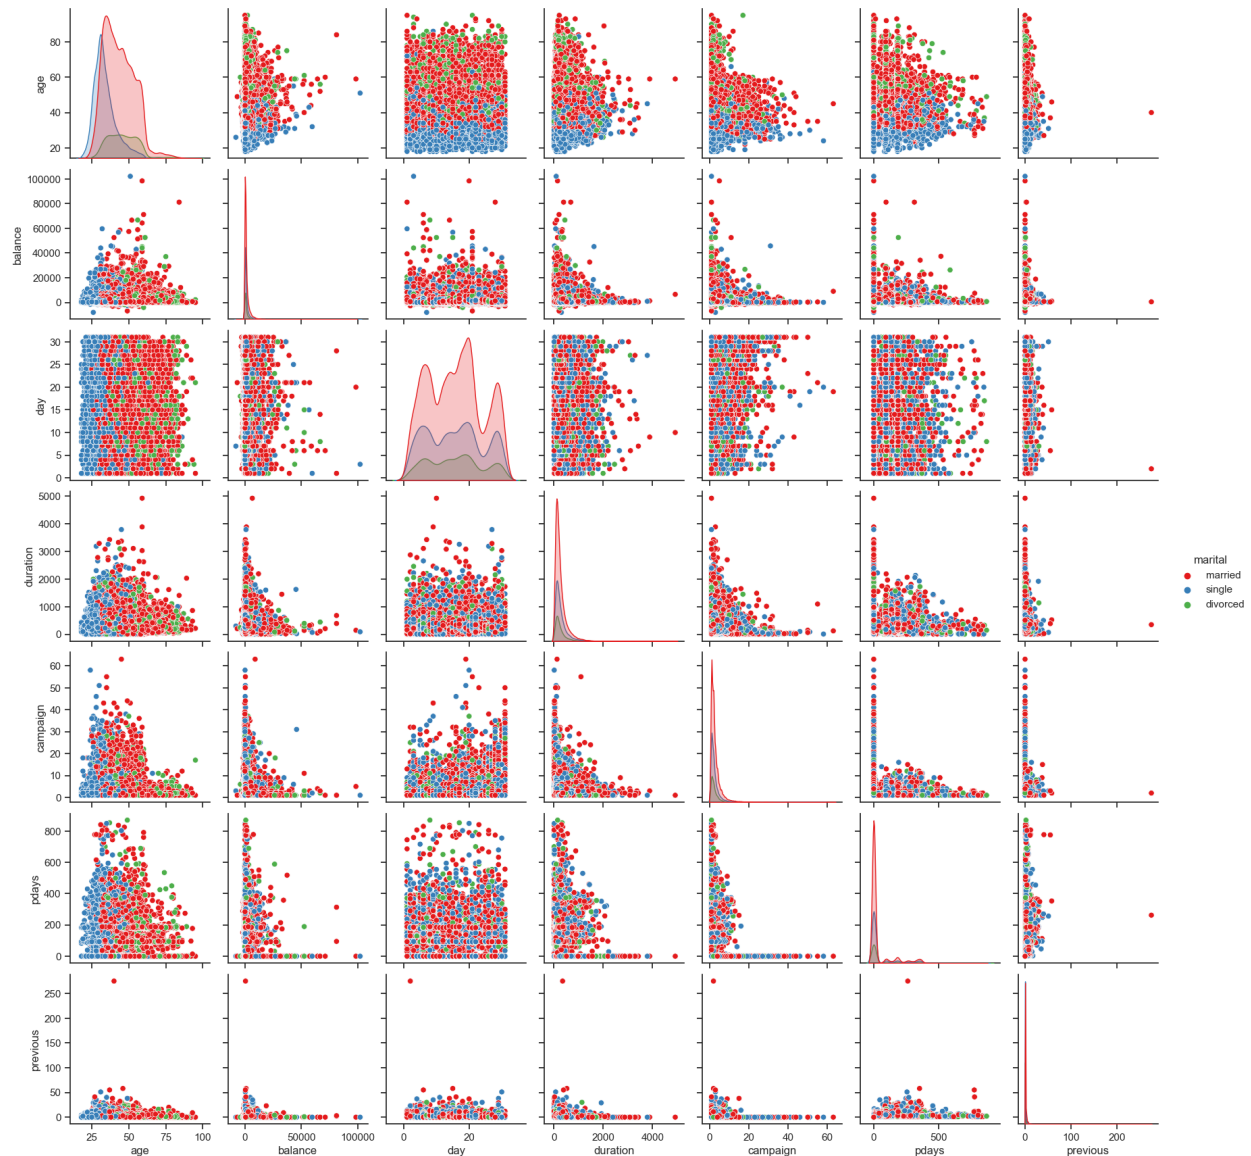 80
60
40
20
age
100000
80000
60000
40000
20000
0
balance
30
25
20
15
10
5
0
day
5000
4000
3000
2000
1000
0
duration
marital
married
single
divorced
60
50
40
30
20
10
0
campaign
800
600
400
200
0
pdays
250
200
150
100
50
0
previous
25 50 75 100
0 50000 100000
0 20
0 2000 4000
0 20 40 60
0 500
0 100 200
age balance day duration campaign pdays previous